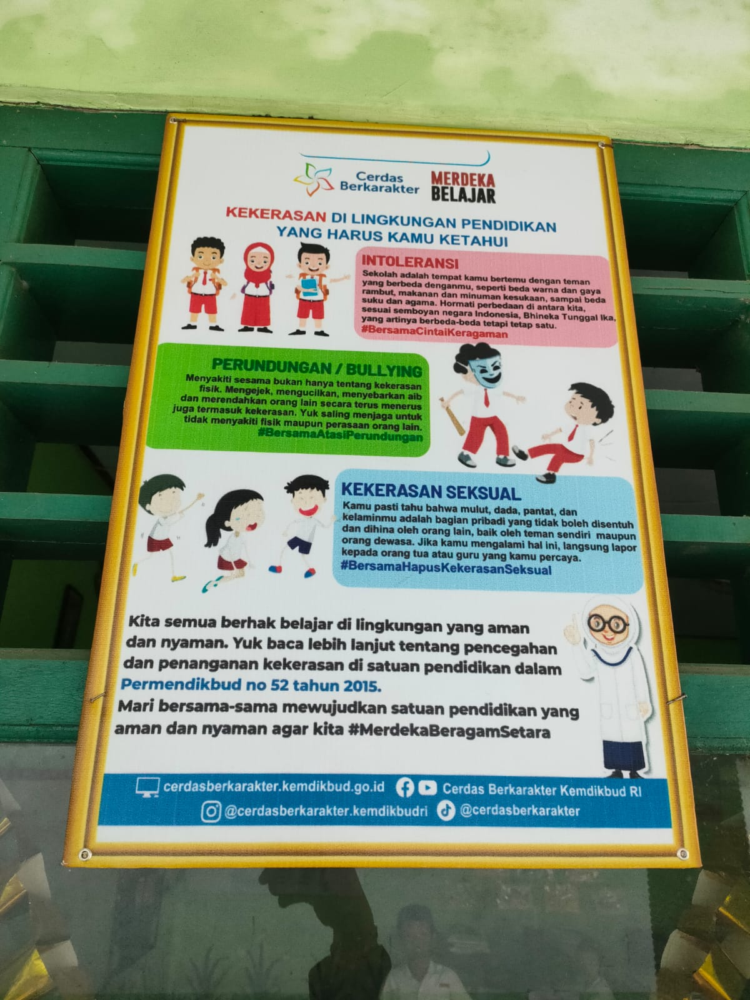 Cerdas
Berkarakter
MERDEKA
BELAJAR
KEKERASAN DI LINGKUNGAN PENDIDIKAN
YANG HARUS KAMU KETAHUI
INTOLERANSI
Sekolah adalah tempat kamu bertemu dengan teman
yang berbeda denganmu, seperti beda warna dan gaya
rambut, makanan dan minuman kesukaan, sampai beda
suku dan agama. Hormati perbedaan di antara kita,
sesuai semboyan negara Indonesia, Bhineka Tunggal Ika,
yang artinya berbeda-beda tetapi tetap satu.
#BersamaCintaiKeragaman
PERUNDUNGAN / BULLYING
Menyakiti sesama bukan hanya tentang kekerasan
fisik. Mengejek, mengucilkan, menyebarkan aib
dan merendahkan orang lain secara terus menerus
juga termasuk kekerasan. Yuk saling menjaga untuk
tidak menyakiti fisik maupun perasaan orang lain.
#BersamaAtasiPerundungan
KEKERASAN SEKSUAL
Kamu pasti tahu bahwa mulut, dada, pantat, dan
kelaminmu adalah bagian pribadi yang tidak boleh disentuh
dan dihina oleh orang lain, baik oleh teman sendiri maupun
orang dewasa. Jika kamu mengalami hal ini, langsung lapor
kepada orang tua atau guru yang kamu percaya.
#BersamaHapusKekerasanSeksual
Kita semua berhak belajar di lingkungan yang aman
dan nyaman. Yuk baca lebih lanjut tentang pencegahan
dan penanganan kekerasan di satuan pendidikan dalam
Permendikbud no 52 tahun 2015.
Mari bersama-sama mewujudkan satuan pendidikan yang
aman dan nyaman agar kita #MerdekaBeragamSetara
cerdasberkarakter.kemdikbud.go.id Cerdas Berkarakter Kemdikbud RI
@cerdasberkarakter.kemdikbudri @cerdasberkarakter